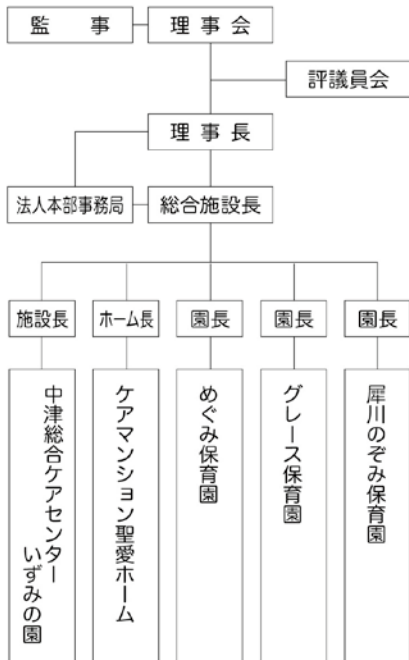 監事
理事会
評議員会
理事長
法人本部事務局
総合施設長
施設長
ホーム長
園長
園長
園長
中津総合ケアセンター
いずみの園
ケアマンション聖愛ホーム
めぐみ保育園
グレース保育園
犀川のぞみ保育園